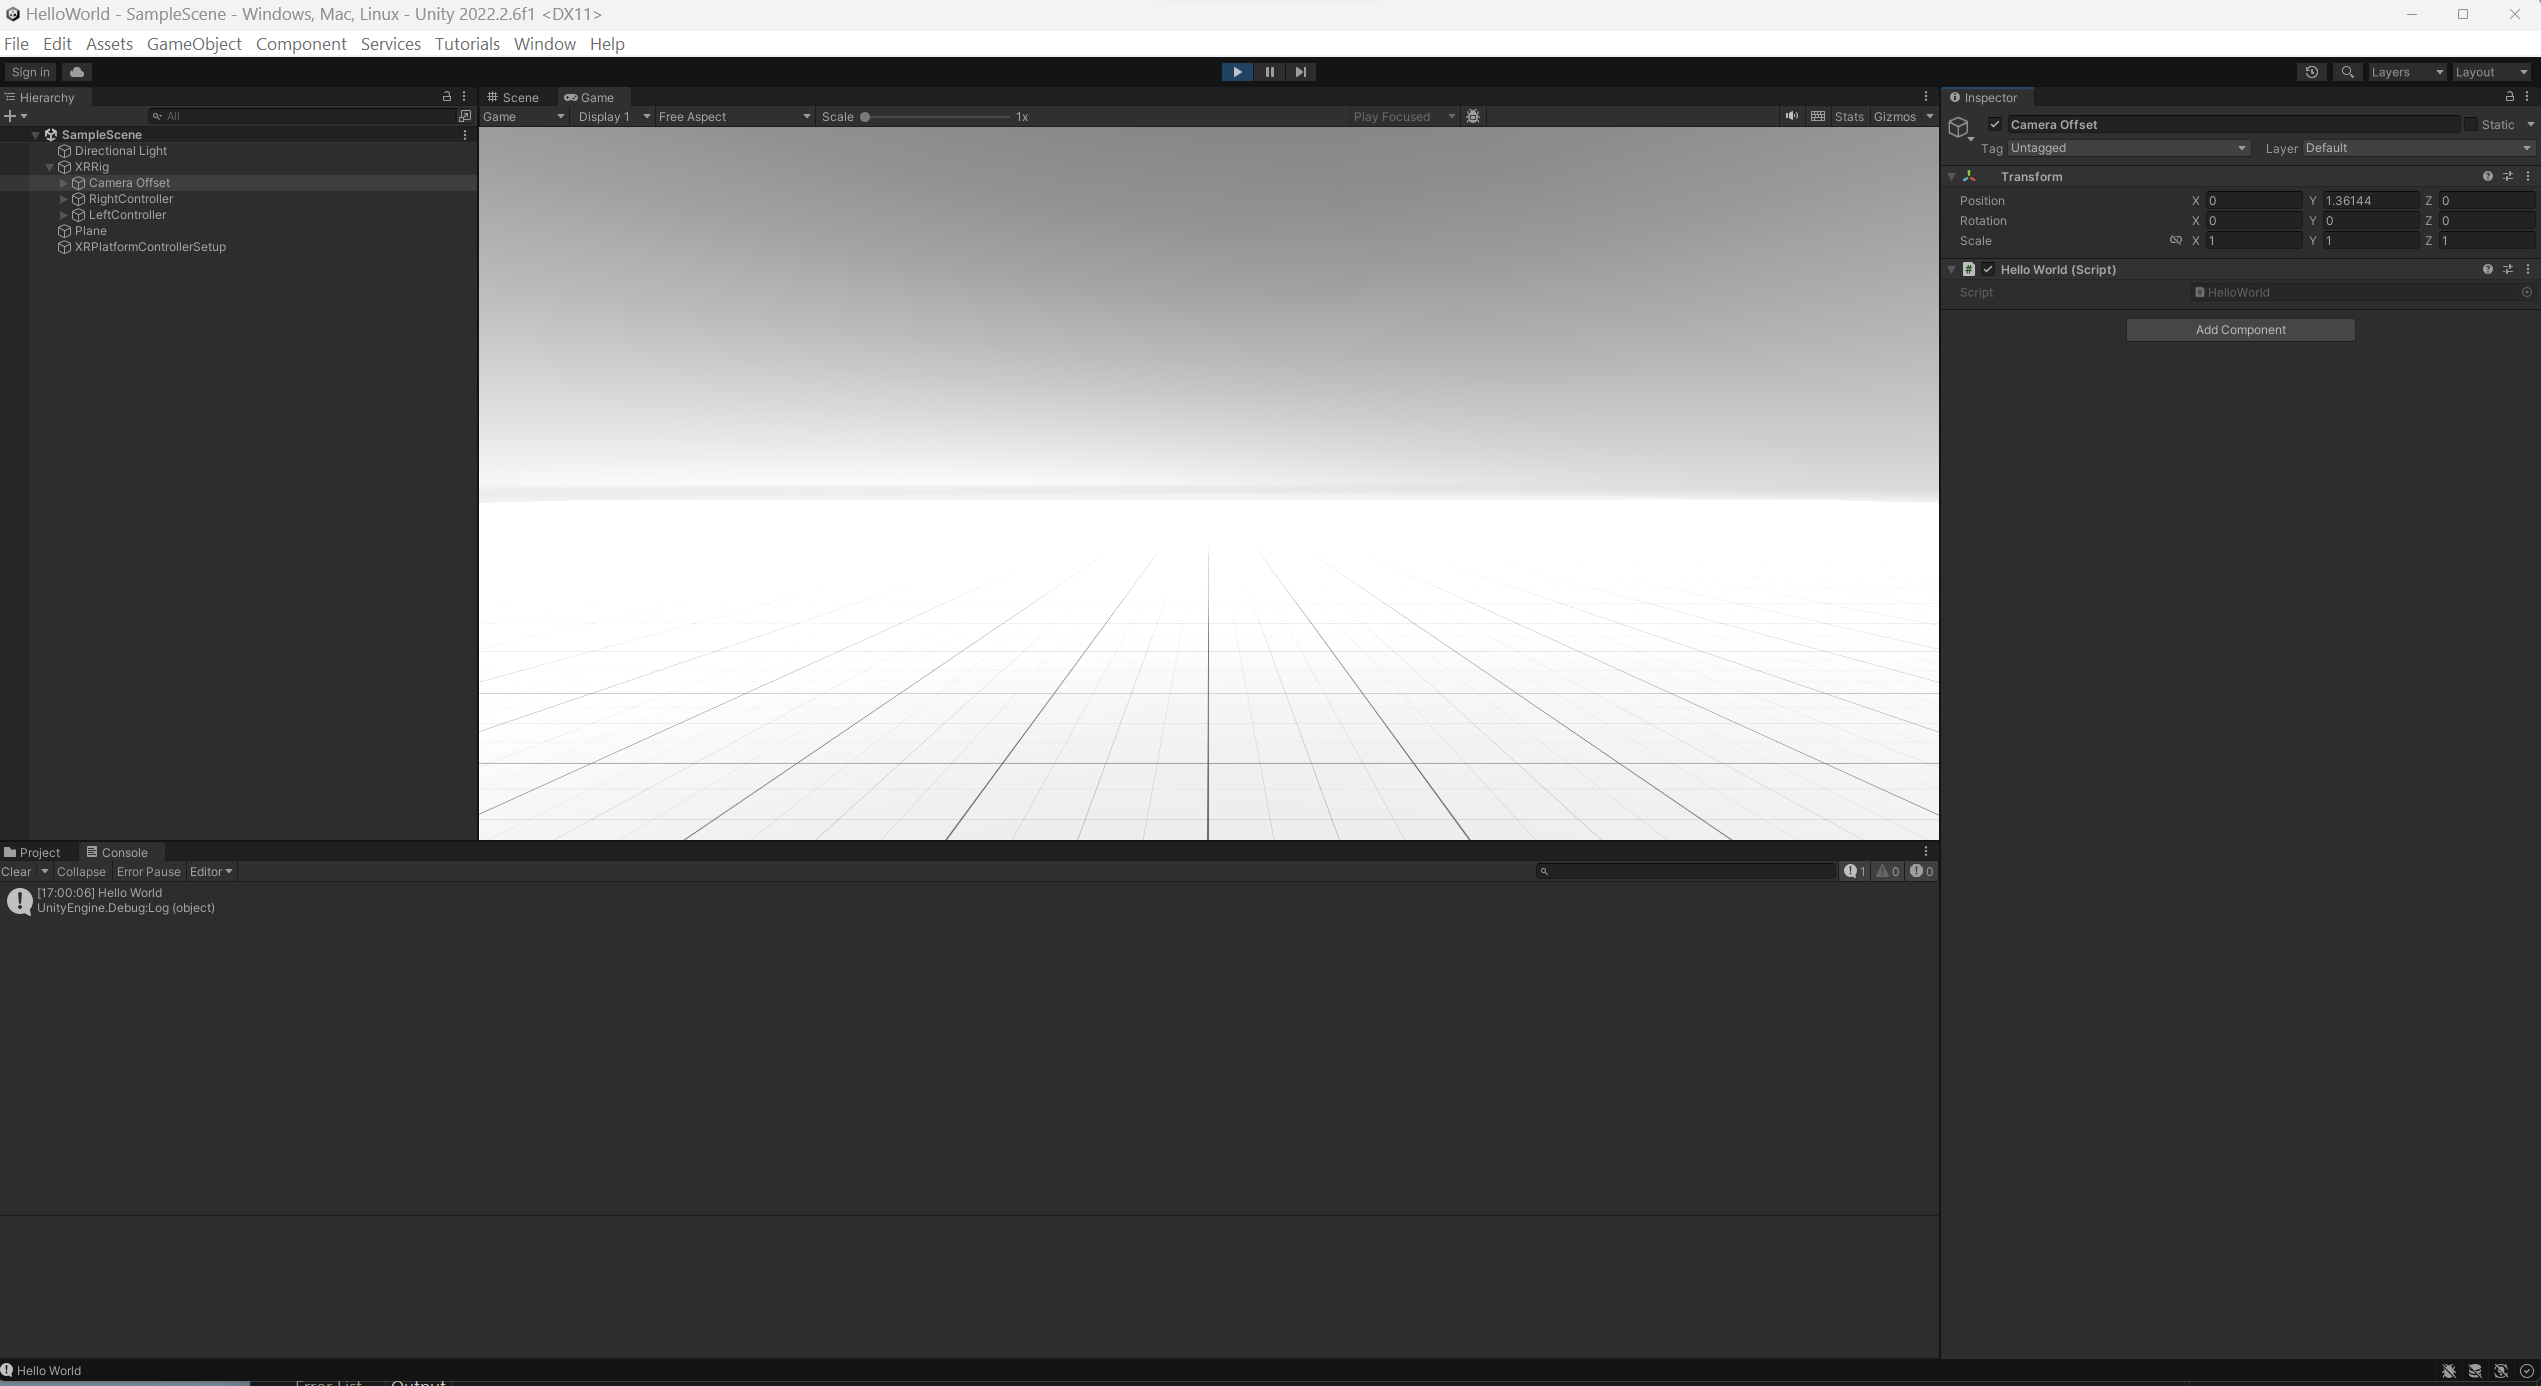 HelloWorld - SampleScene - Windows, Mac, Linux - Unity 2022.2.6f1 <DX11>
File Edit Assets GameObject Component Services Tutorials Window Help
Sign in
Layers
Layout
Hierarchy
All
SampleScene
Directional Light
XRRig
Camera Offset
RightController
LeftController
Plane
XRPlatformControllerSetup
Scene
Game
Game
Display 1
Free Aspect
Scale
1x
Play Focused
Stats
Gizmos
Inspector
Camera Offset
Static
Tag Untagged
Layer Default
Transform
Position X 0 Y 1.36144 Z 0
Rotation X 0 Y 0 Z 0
Scale X 1 Y 1 Z 1
Hello World (Script)
Script HelloWorld
Add Component
Project
Console
Clear Collapse Error Pause Editor
1 0 0
[17:00:06] Hello World
UnityEngine.Debug:Log (object)
Hello World
Error List Output